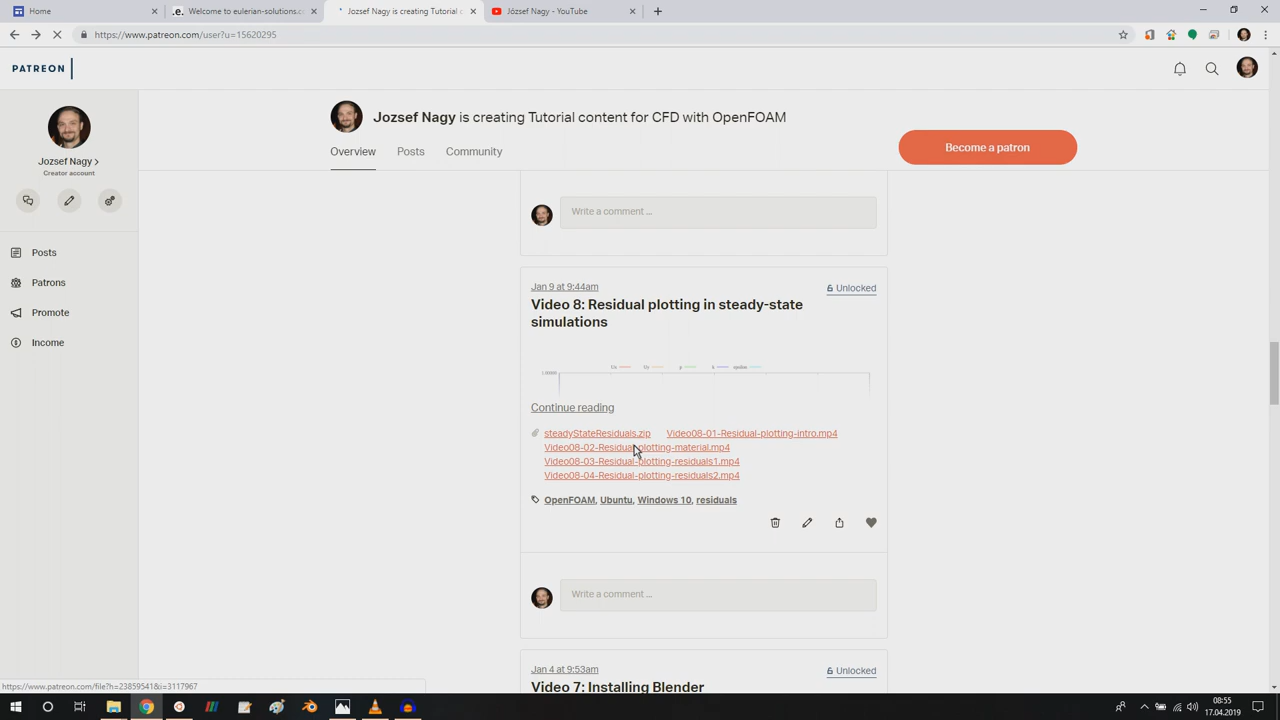 Home
Welcome to eulerian-solutions.c
Jozsef Nagy is creating Tutorial c
József Nagy - YouTube
https://www.patreon.com/user?u=15620295
PATREON
Jozsef Nagy
Creator account
Posts
Patrons
Promote
Income
Jozsef Nagy is creating Tutorial content for CFD with OpenFOAM
Overview
Posts
Community
Become a patron
Write a comment ...
Jan 9 at 9:44am
Unlocked
Video 8: Residual plotting in steady-state
simulations
Ux
Uy
p
k
epsilon
Continue reading
steadyStateResiduals.zip
Video08-01-Residual-plotting-intro.mp4
Video08-02-Residual-plotting-material.mp4
Video08-03-Residual-plotting-residuals1.mp4
Video08-04-Residual-plotting-residuals2.mp4
OpenFOAM, Ubuntu, Windows 10, residuals
Write a comment ...
Jan 4 at 9:53am
Unlocked
Video 7: Installing Blender
https://www.patreon.com/file?h=23859541&i=3117967
08:55
17.04.2019